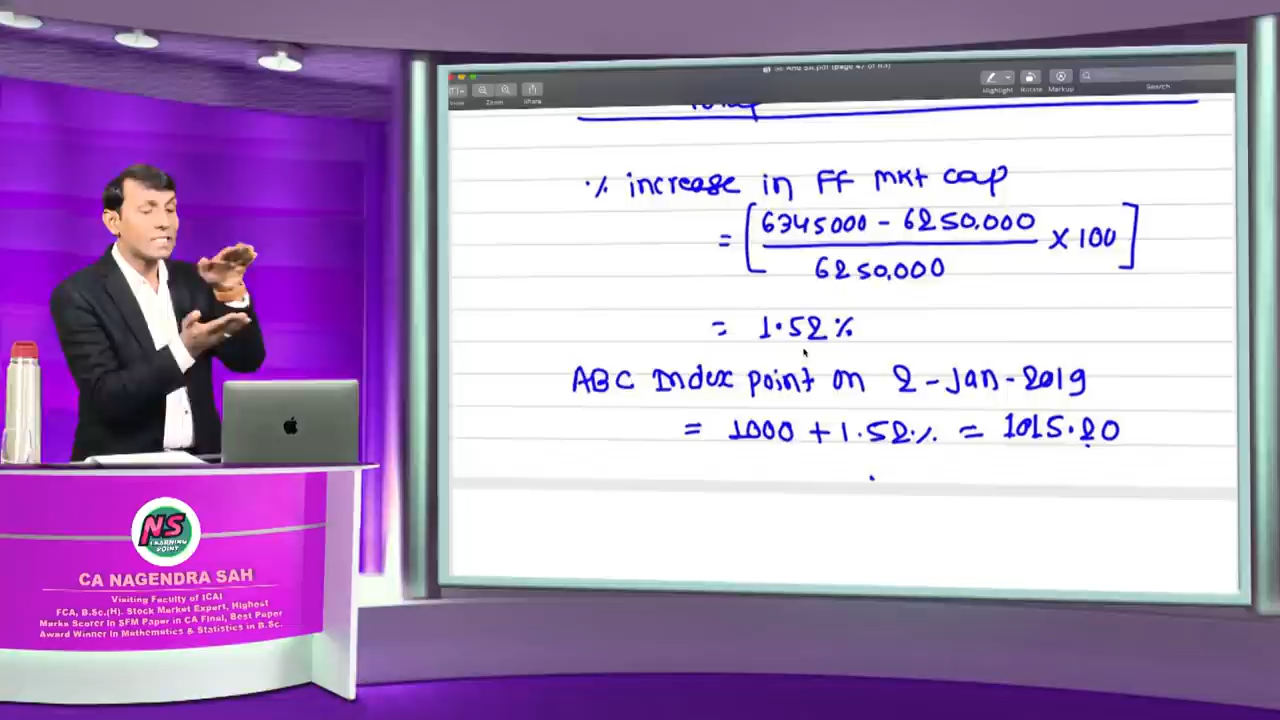 Highlight
Rotate
Markup
Search
Zoom
Share
% increase in FF mkt cap
= [6345000 - 6250,000 / 6250,000 × 100]
= 1.52%
ABC Index point on 2-Jan-2019
= 1000 + 1.52% = 1015.20
NS
LEARNING
POINT
CA NAGENDRA SAH
Visiting Faculty of ICAI
FCA, B.Sc.(H). Stock Market Expert, Highest
Marks Scorer In SFM Paper in CA Final, Best Paper
Award Winner In Mathematics & Statistics in B.Sc.